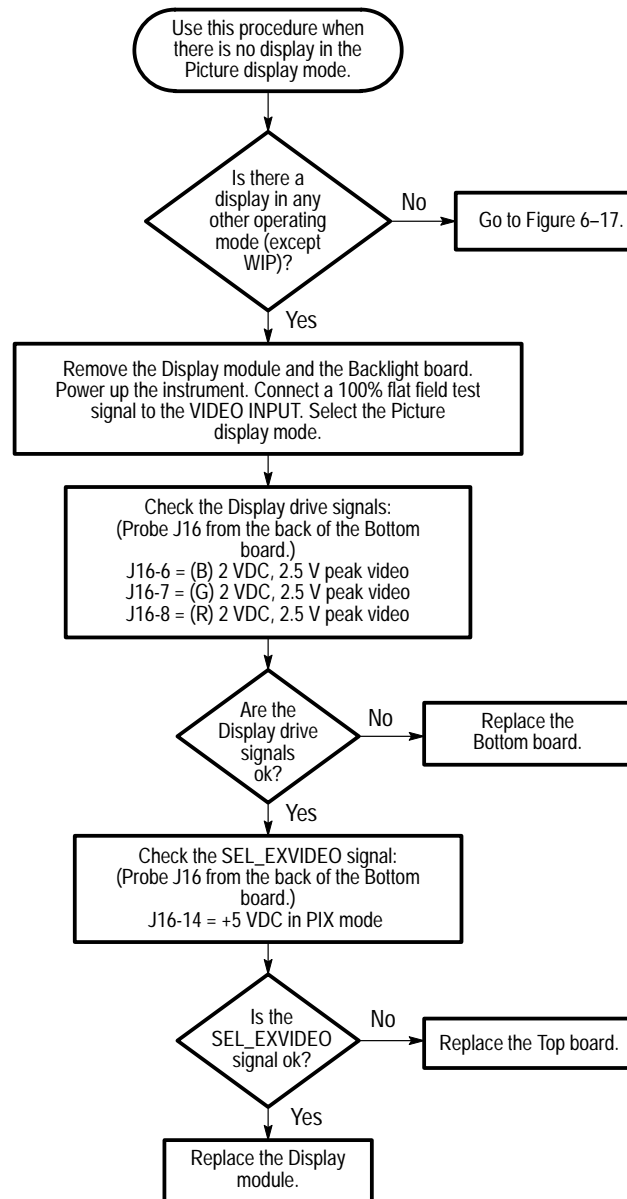 Use this procedure when
there is no display in the
Picture display mode.
Is there a
display in any
other operating
mode (except
WIP)?
No
Go to Figure 6–17.
Yes
Remove the Display module and the Backlight board.
Power up the instrument. Connect a 100% flat field test
signal to the VIDEO INPUT. Select the Picture
display mode.
Check the Display drive signals:
(Probe J16 from the back of the Bottom
board.)
J16-6 = (B) 2 VDC, 2.5 V peak video
J16-7 = (G) 2 VDC, 2.5 V peak video
J16-8 = (R) 2 VDC, 2.5 V peak video
Are the
Display drive
signals
ok?
No
Replace the
Bottom board.
Yes
Check the SEL_EXVIDEO signal:
(Probe J16 from the back of the Bottom
board.)
J16-14 = +5 VDC in PIX mode
Is the
SEL_EXVIDEO
signal ok?
No
Replace the Top board.
Yes
Replace the Display
module.